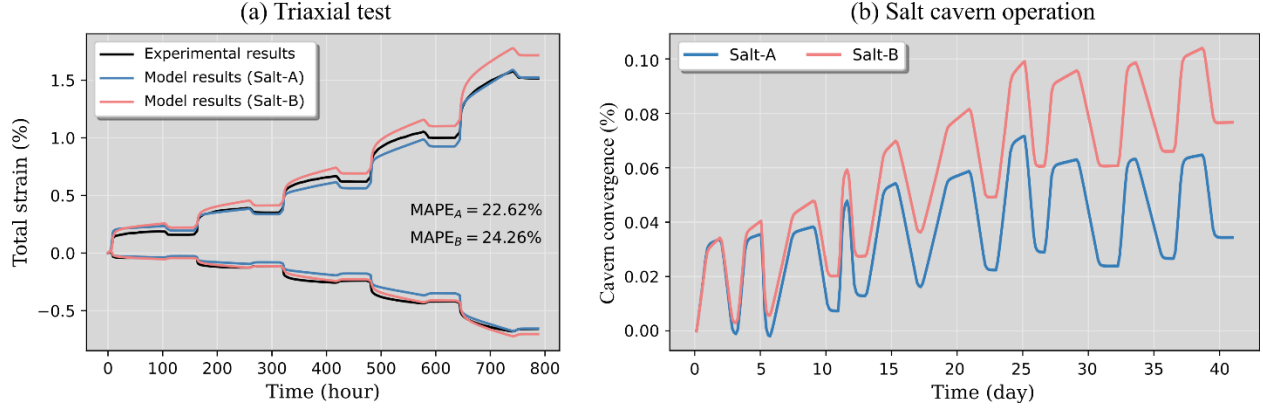 (a) Triaxial test
Experimental results
Model results (Salt-A)
Model results (Salt-B)
MAPE_A = 22.62%
MAPE_B = 24.26%
Total strain (%)
1.5
1.0
0.5
0.0
−0.5
0 100 200 300 400 500 600 700 800
Time (hour)
(b) Salt cavern operation
Salt-A Salt-B
Cavern convergence (%)
0.10
0.08
0.06
0.04
0.02
0.00
0 5 10 15 20 25 30 35 40
Time (day)